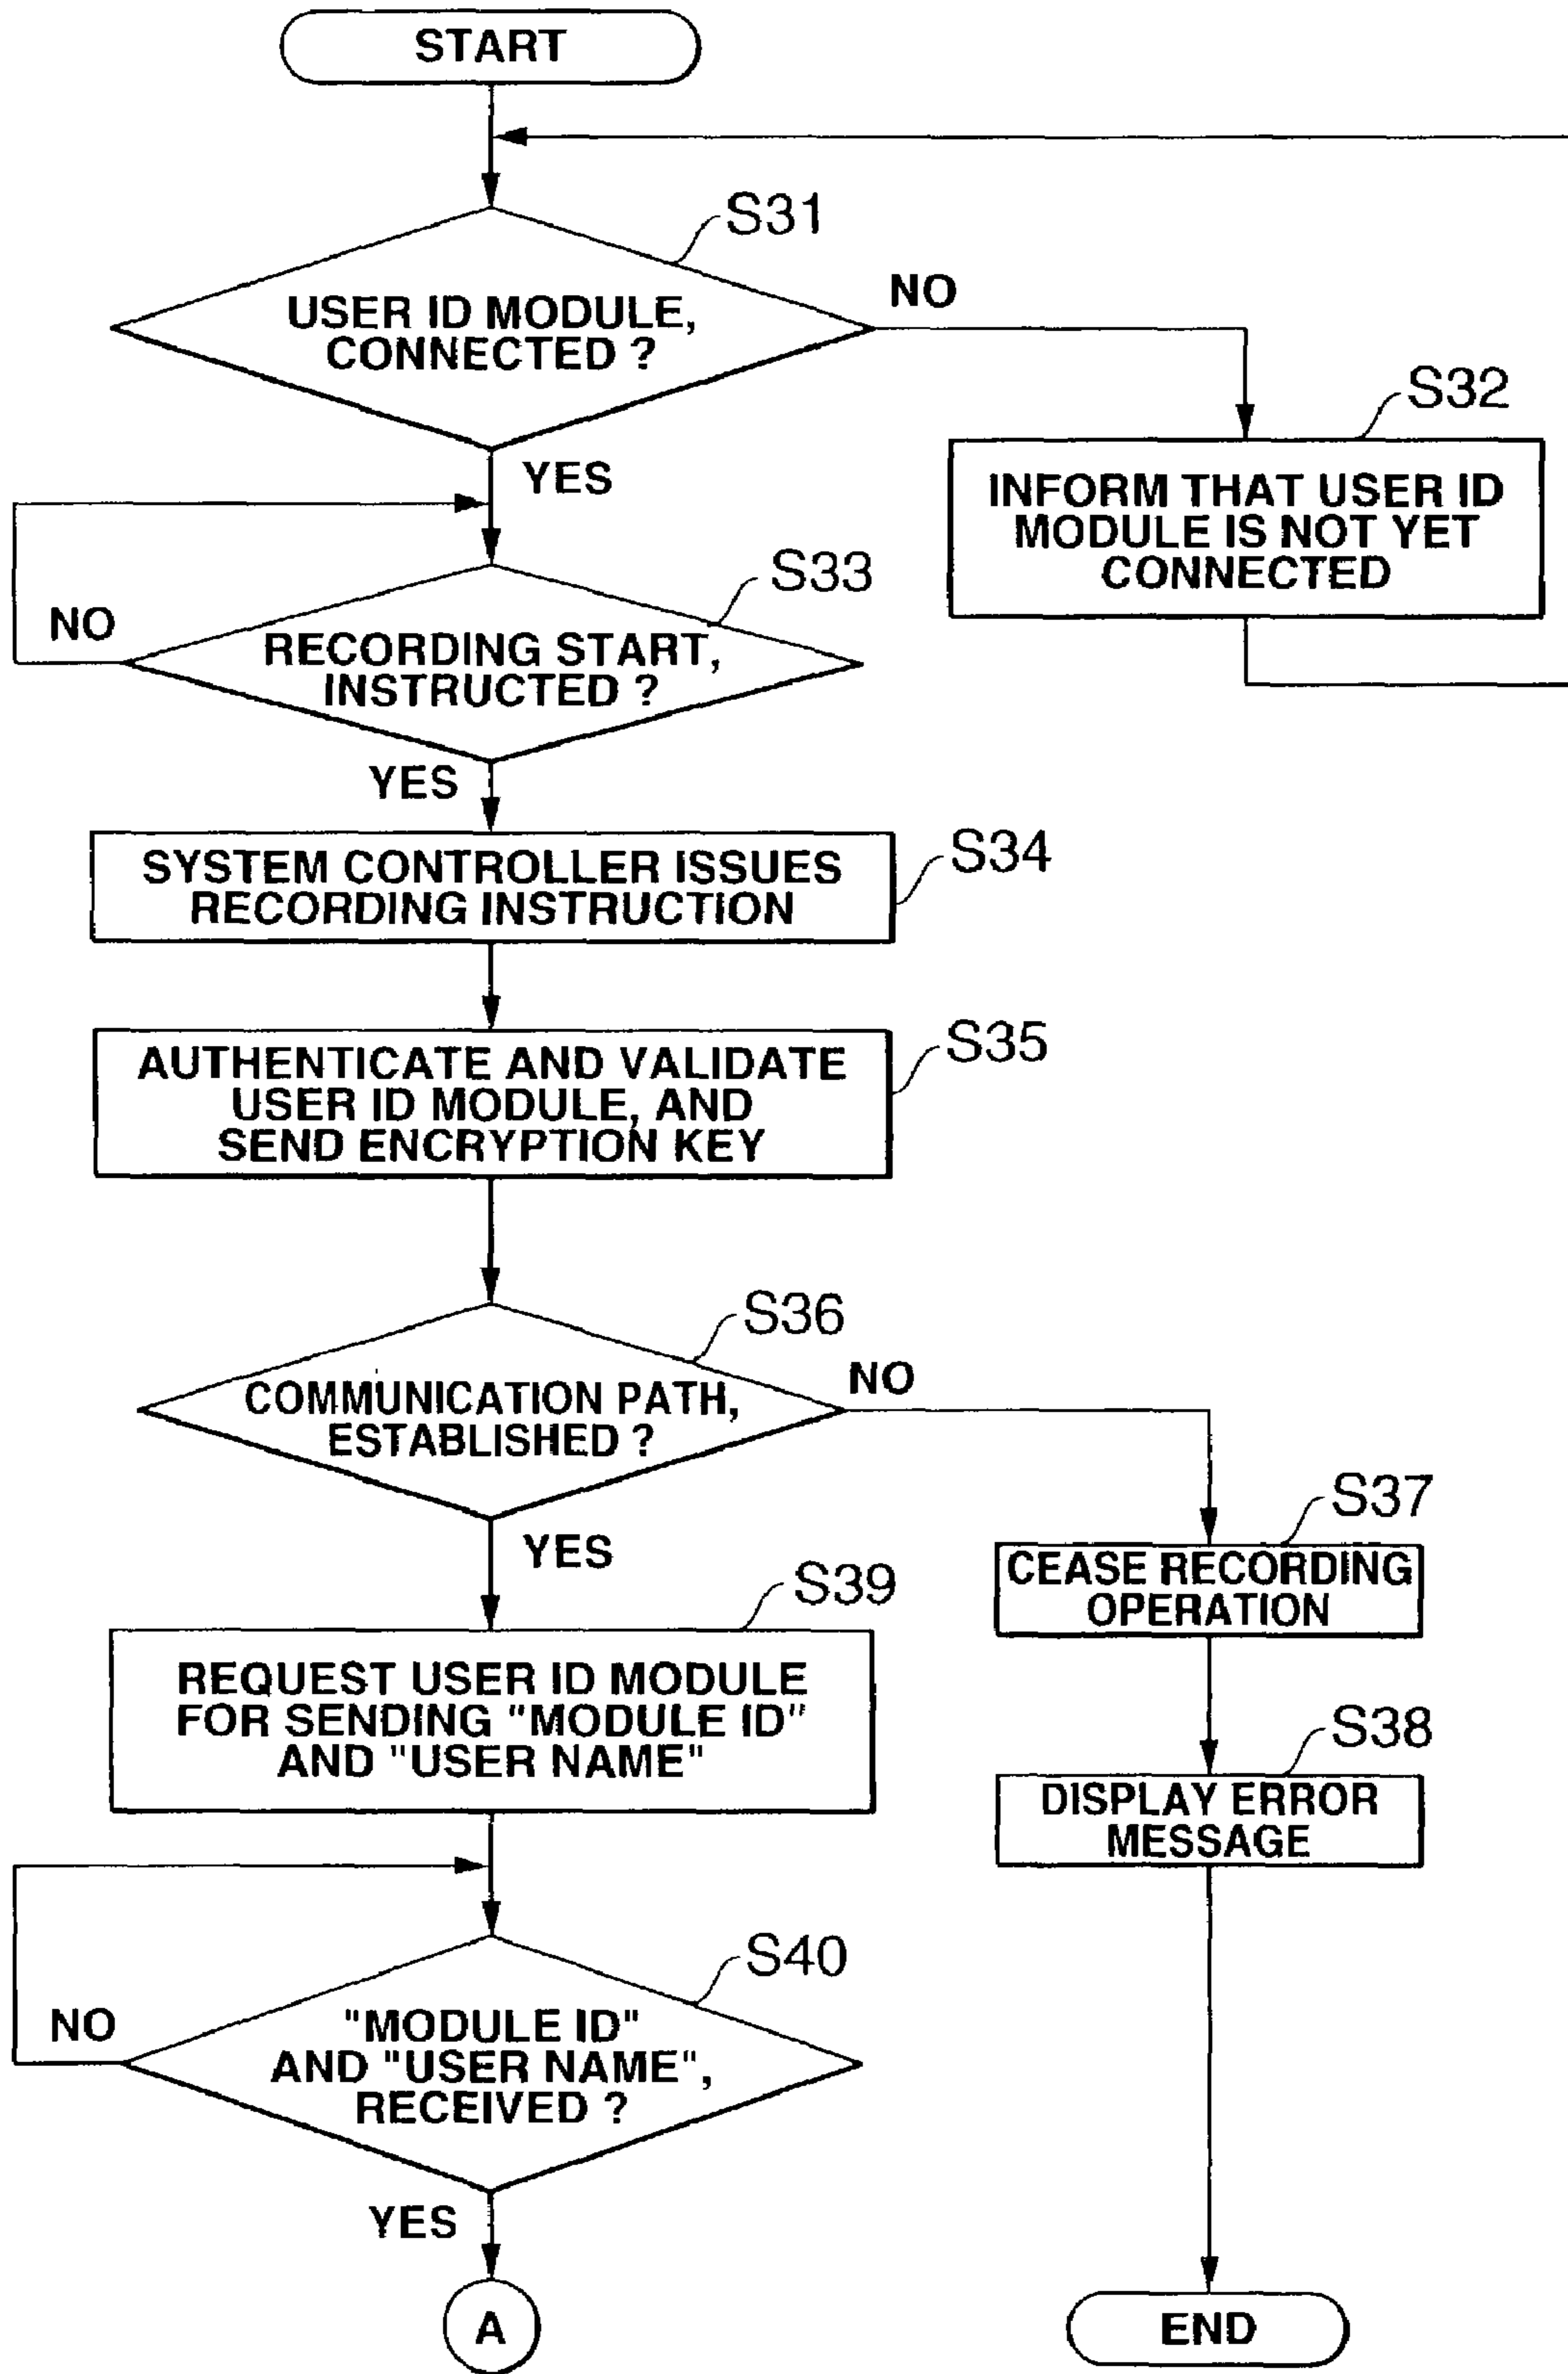 START
S31
USER ID MODULE,
CONNECTED ?
NO
YES
S32
INFORM THAT USER ID
MODULE IS NOT YET
CONNECTED
S33
NO
RECORDING START,
INSTRUCTED ?
YES
S34
SYSTEM CONTROLLER ISSUES
RECORDING INSTRUCTION
S35
AUTHENTICATE AND VALIDATE
USER ID MODULE, AND
SEND ENCRYPTION KEY
S36
COMMUNICATION PATH,
ESTABLISHED ?
NO
YES
S37
CEASE RECORDING
OPERATION
S38
DISPLAY ERROR
MESSAGE
END
S39
REQUEST USER ID MODULE
FOR SENDING "MODULE ID"
AND "USER NAME"
S40
NO
"MODULE ID"
AND "USER NAME",
RECEIVED ?
YES
A